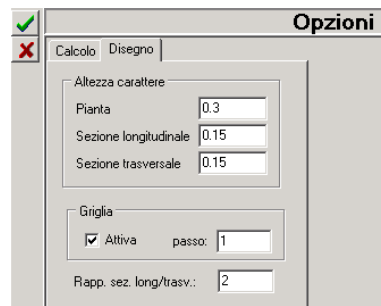 Opzioni
Calcolo Disegno
Altezza carattere
Pianta 0.3
Sezione longitudinale 0.15
Sezione trasversale 0.15
Griglia
Attiva passo: 1
Rapp. sez. long/trasv.: 2